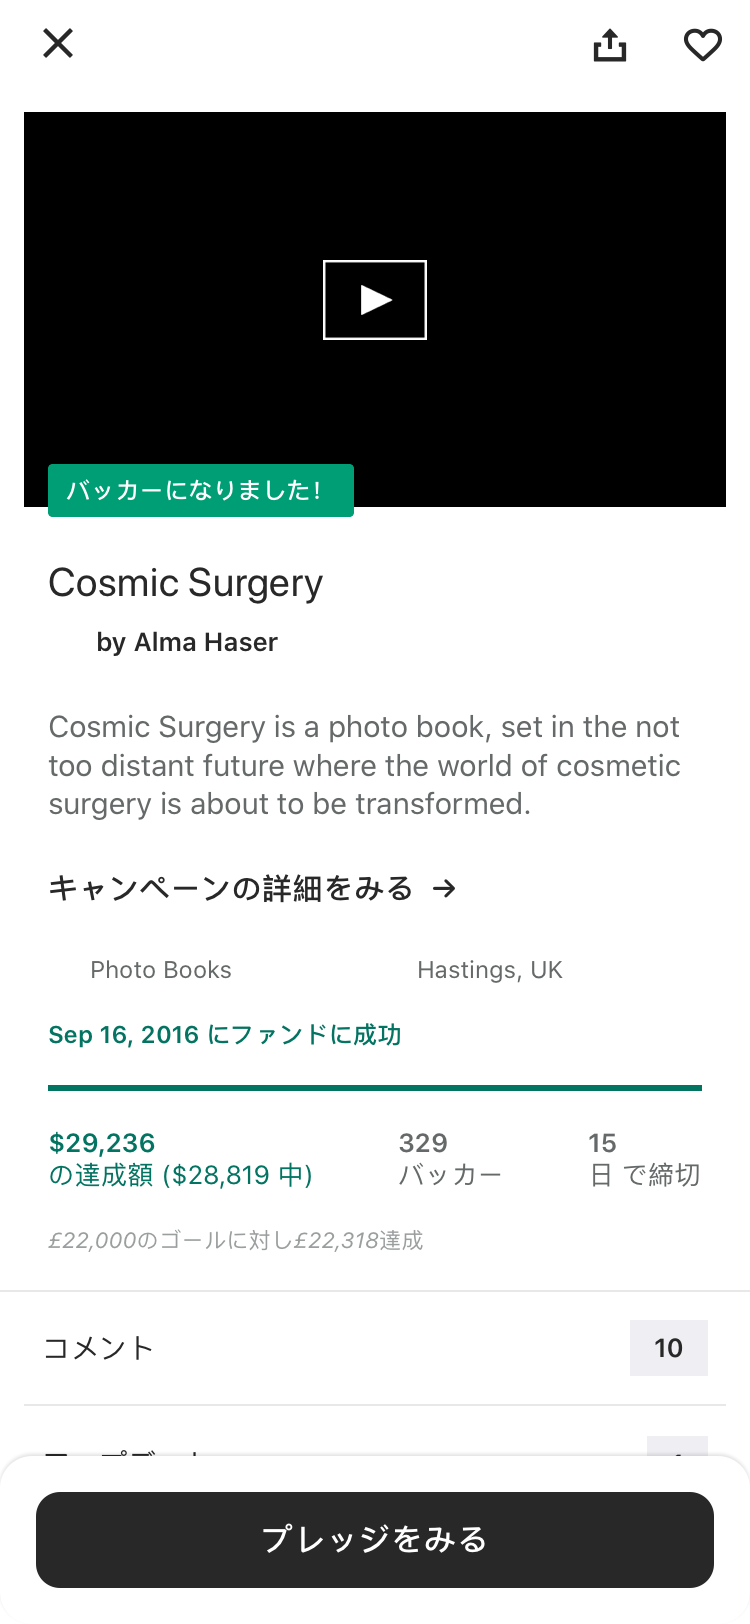 バッカーになりました!
Cosmic Surgery
by Alma Haser
Cosmic Surgery is a photo book, set in the not
too distant future where the world of cosmetic
surgery is about to be transformed.
キャンペーンの詳細をみる →
Photo Books
Hastings, UK
Sep 16, 2016 にファンドに成功
$29,236
の達成額 ($28,819 中)
329
バッカー
15
日 で締切
£22,000のゴールに対し£22,318達成
コメント
10
プレッジをみる